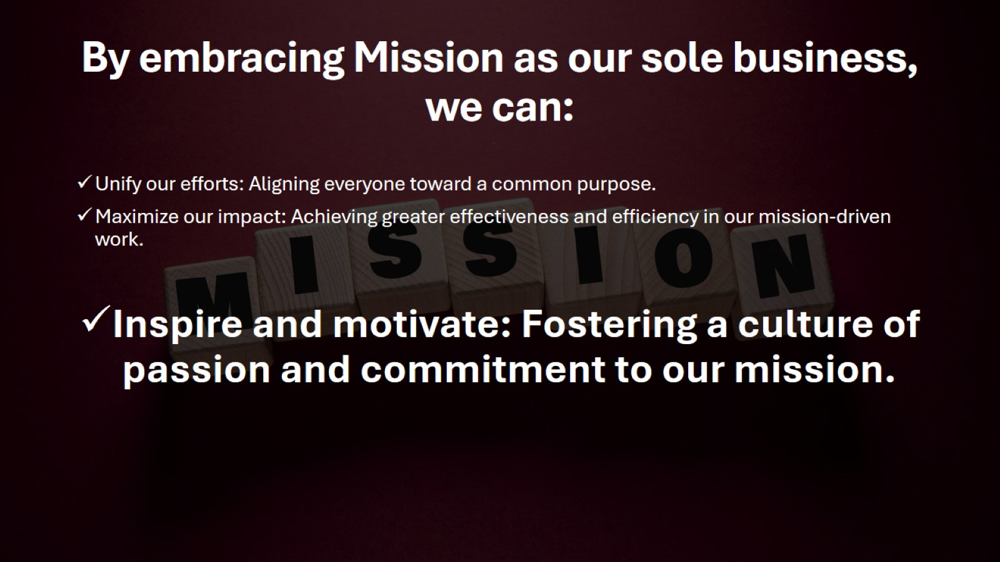 By embracing Mission as our sole business,
we can:
✓Unify our efforts: Aligning everyone toward a common purpose.
✓Maximize our impact: Achieving greater effectiveness and efficiency in our mission-driven
work.
MISSION
✓Inspire and motivate: Fostering a culture of
passion and commitment to our mission.